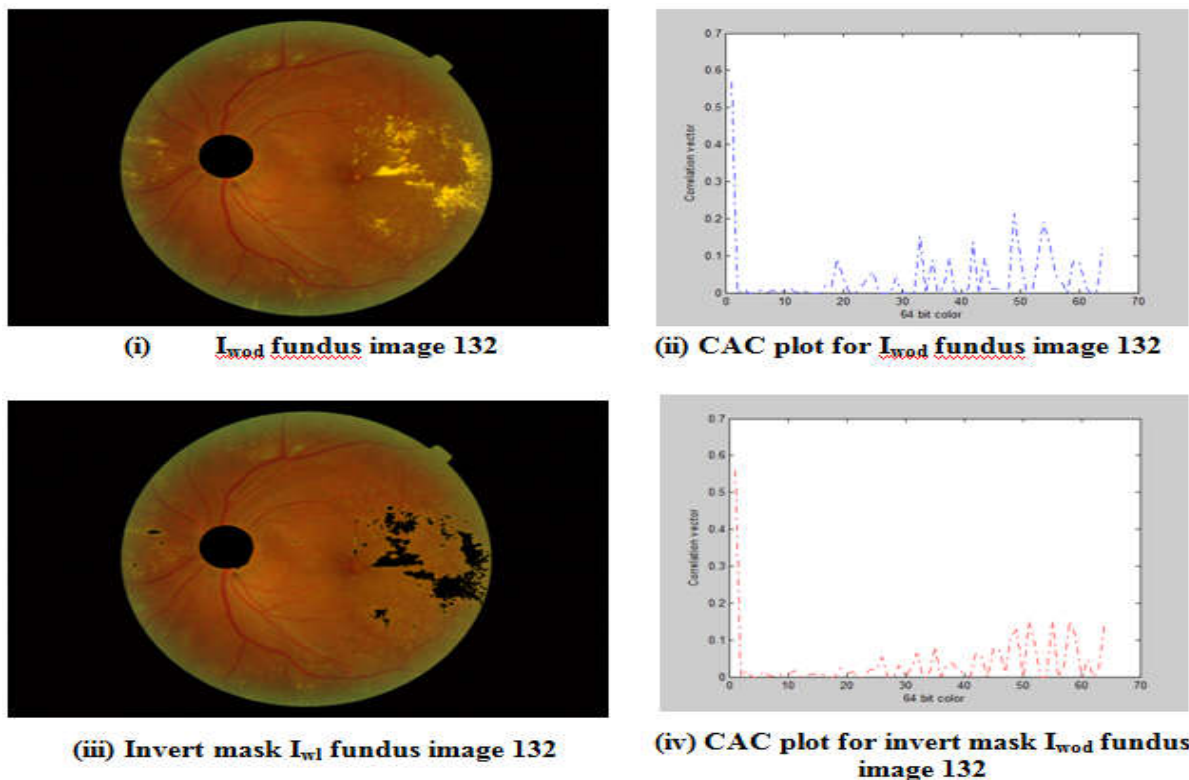 0.7
0.6
0.5
0.4
0.3
0.2
0.1
0
Correlation vector
0 10 20 30 40 50 60 70
64 bit color
(i) Iwod fundus image 132
(ii) CAC plot for Iwod fundus image 132
0.7
0.6
0.5
0.4
0.3
0.2
0.1
0
Correlation vector
0 10 20 30 40 50 60 70
64 bit color
(iii) Invert mask Iwl fundus image 132
(iv) CAC plot for invert mask Iwod fundus
image 132